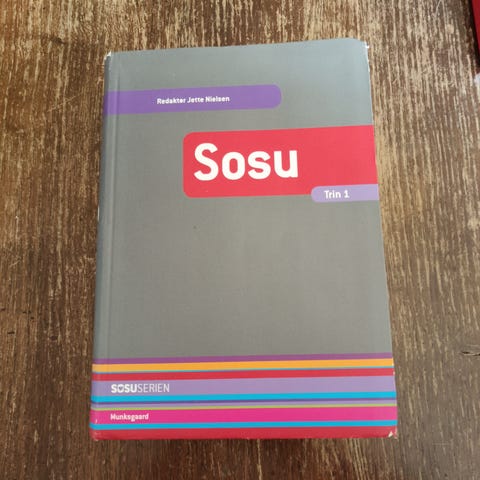 Redaktør Jette Nielsen
Sosu
Trin 1
SOSUSERIEN
Munksgaard